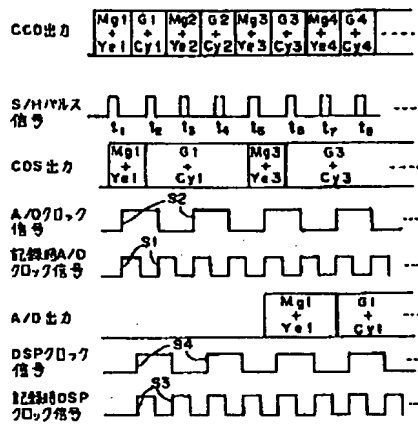 CCD出力
Mg1 + Ye1 G1 + Cy1 Mg2 + Ye2 G2 + Cy2 Mg3 + Ye3 G3 + Cy3 Mg4 + Ye4 G4 + Cy4
S/Hパルス信号
t1 t2 t3 t4 t5 t6 t7 t8
CDS出力
Mg1 + Ye1 G1 + Cy1 Mg3 + Ye3 G3 + Cy3
A/Dクロック信号
S2
記録時A/Dクロック信号
S1
A/D出力
Mg1 + Ye1 G1 + Cy1
DSPクロック信号
S4
記録時DSPクロック信号
S3